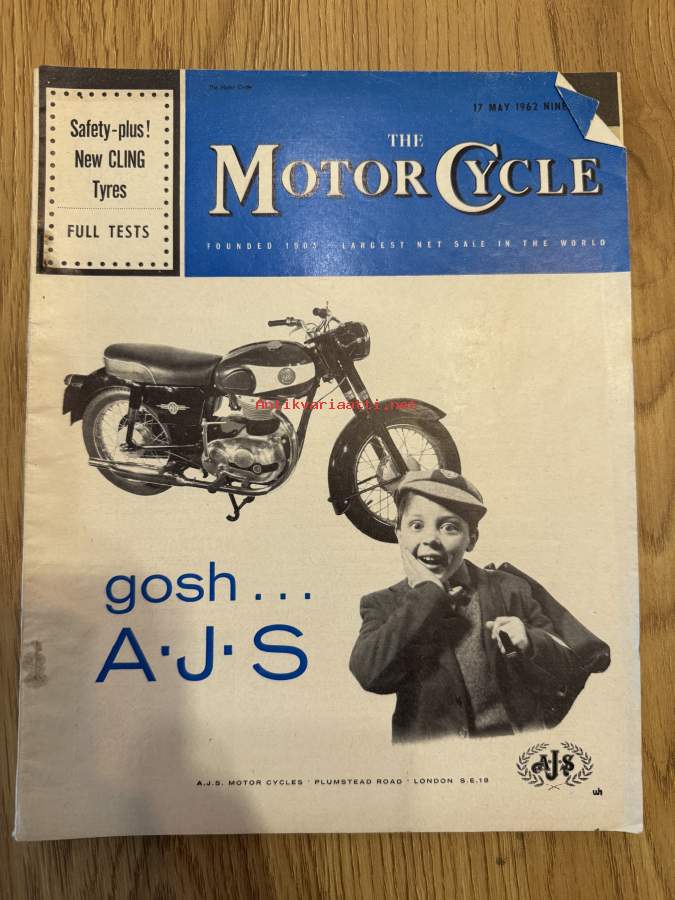 Safety-plus!
New CLING
Tyres
FULL TESTS
The Motor Cycle
17 MAY 1962
THE
MOTOR CYCLE
FOUNDED 1903 · LARGEST NET SALE IN THE WORLD
Antikvariaatti.net
gosh...
A·J·S
A.J.S. MOTOR CYCLES · PLUMSTEAD ROAD · LONDON S.E.18
AJS